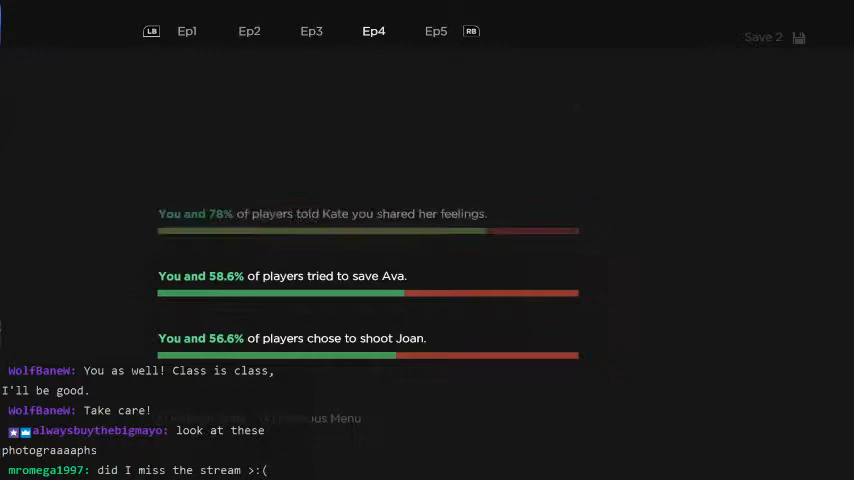 LB Ep1 Ep2 Ep3 Ep4 Ep5 RB
Save 2
You and 78% of players told Kate you shared her feelings.
You and 58.6% of players tried to save Ava.
You and 56.6% of players chose to shoot Joan.
WolfBaneW: You as well! Class is class,
I'll be good.
WolfBaneW: Take care!
ous Menu
alwaysbuythebigmayo: look at these
photograaaaphs
mromega1997: did I miss the stream >:(